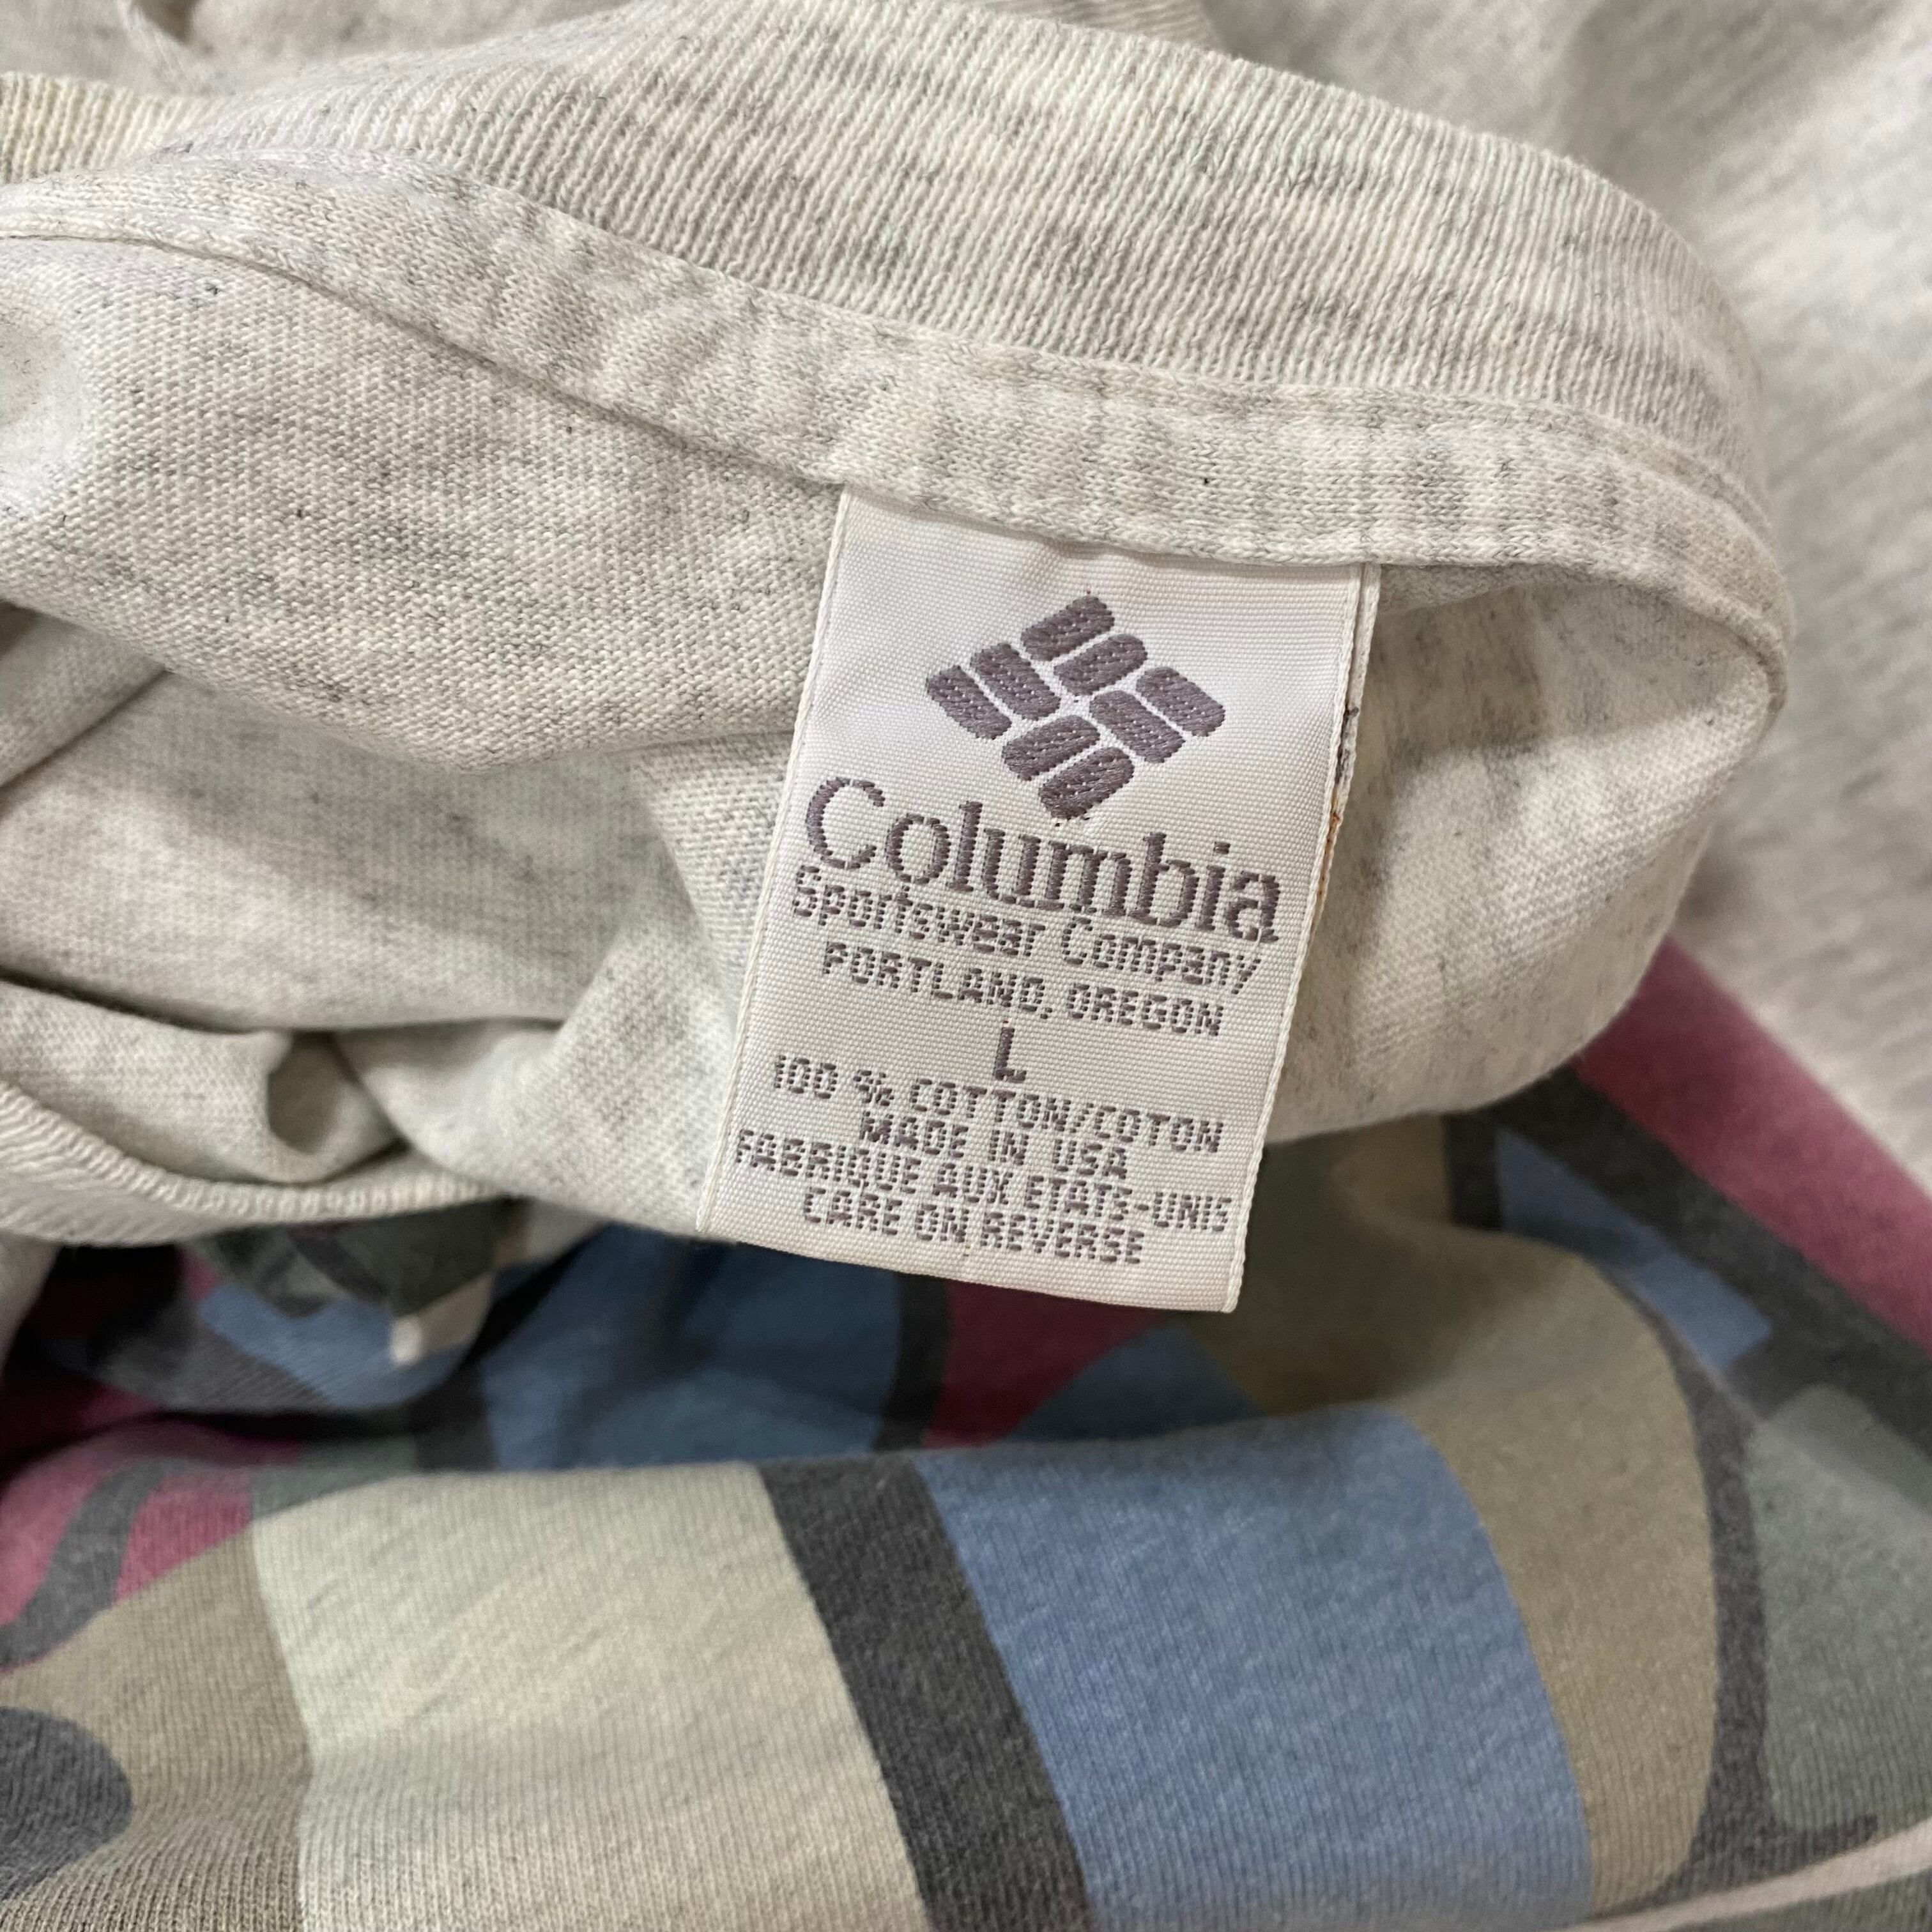 Columbia
Sportswear Company
PORTLAND, OREGON
L
100 % COTTON/COTON
MADE IN USA
FABRIQUE AUX ETATS-UNIS
CARE ON REVERSE